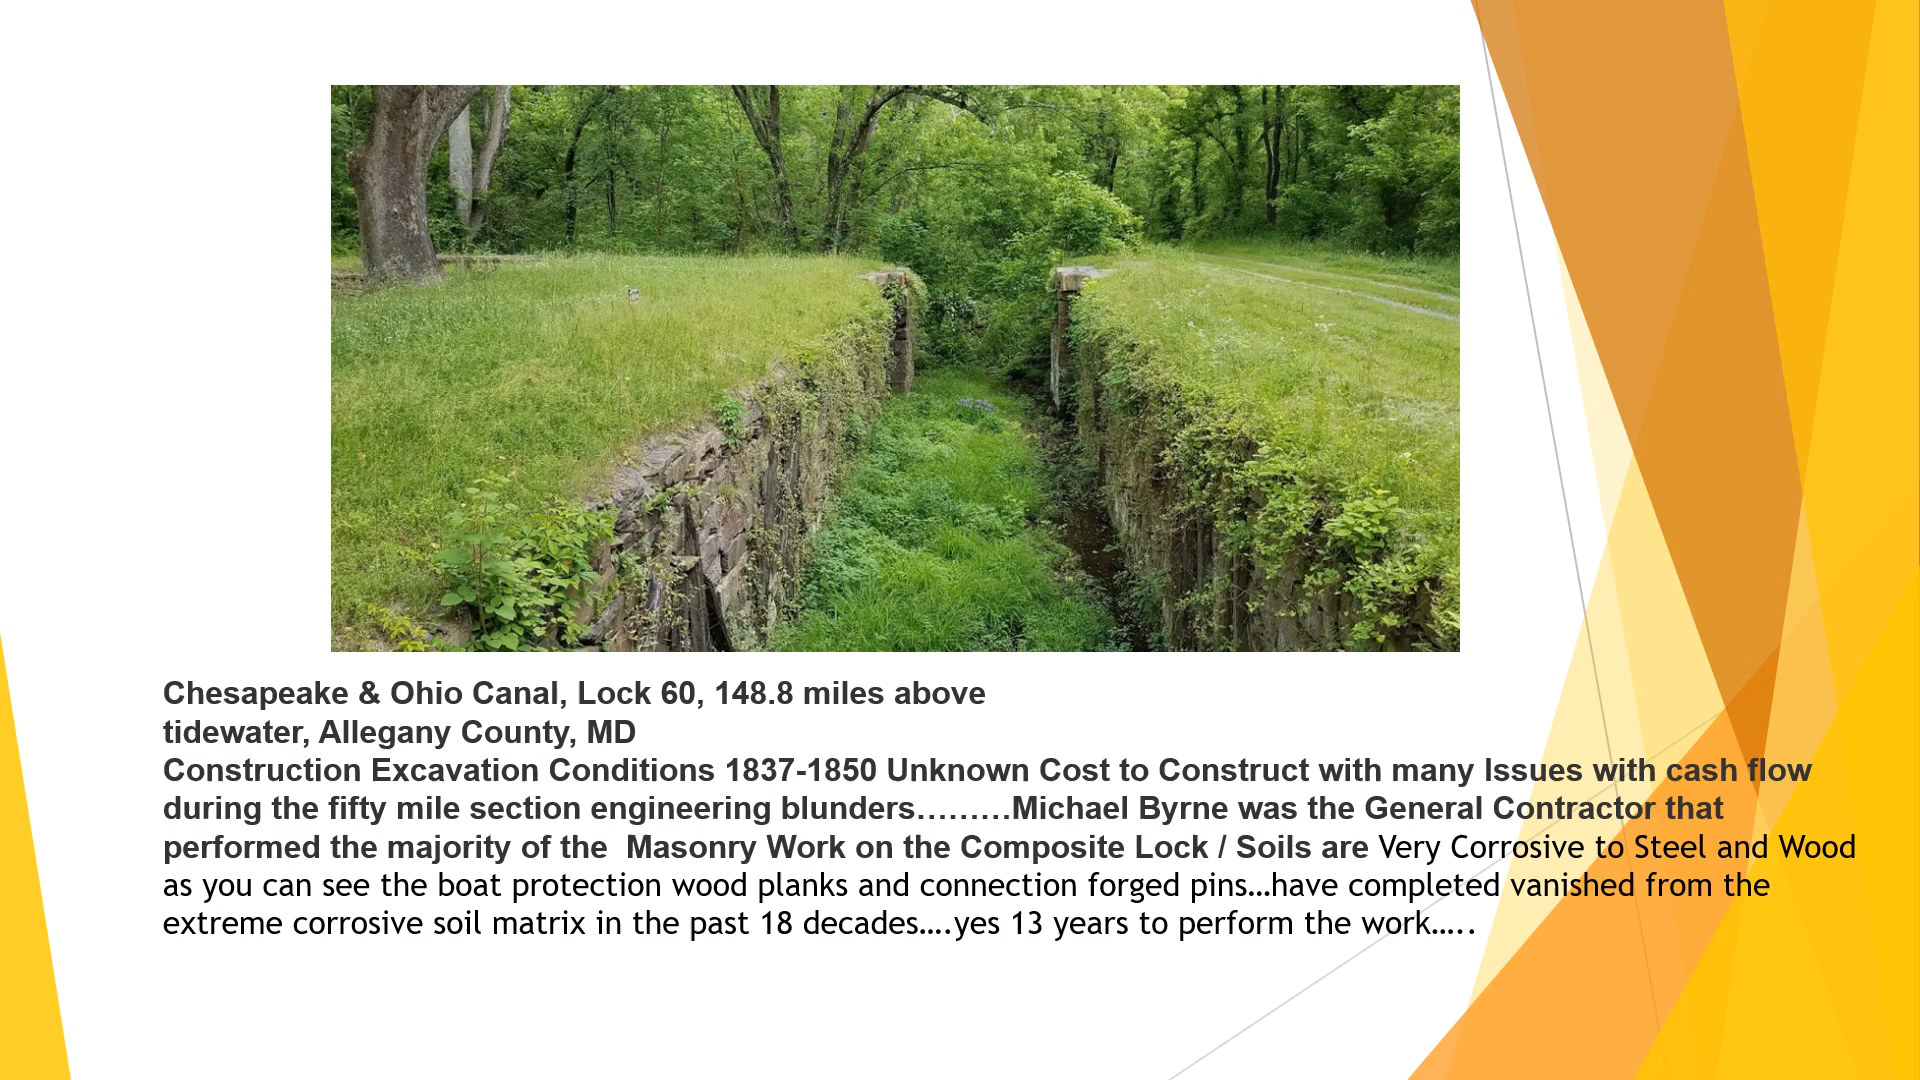 Chesapeake & Ohio Canal, Lock 60, 148.8 miles above
tidewater, Allegany County, MD
Construction Excavation Conditions 1837-1850 Unknown Cost to Construct with many Issues with cash flow
during the fifty mile section engineering blunders………Michael Byrne was the General Contractor that
performed the majority of the  Masonry Work on the Composite Lock / Soils are Very Corrosive to Steel and Wood
as you can see the boat protection wood planks and connection forged pins…have completed vanished from the
extreme corrosive soil matrix in the past 18 decades….yes 13 years to perform the work…..